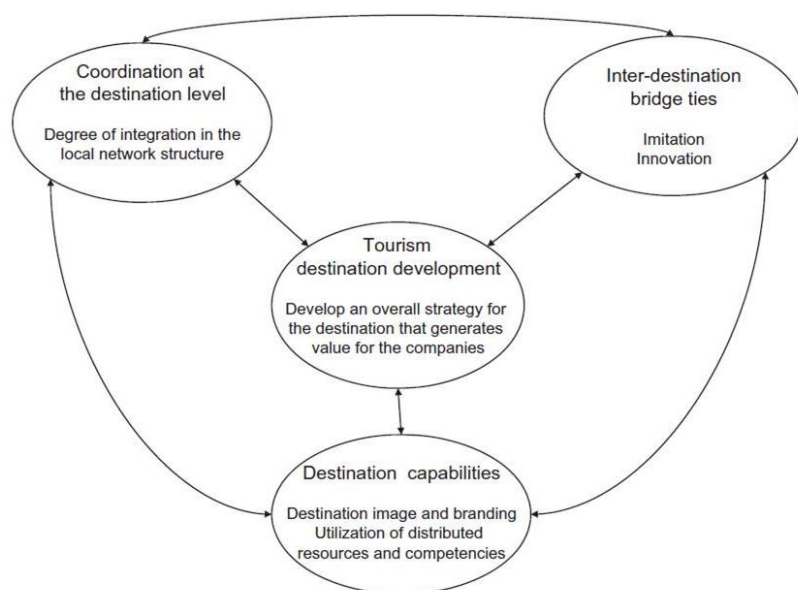 Coordination at
the destination level
Degree of integration in the
local network structure
Inter-destination
bridge ties
Imitation
Innovation
Tourism
destination development
Develop an overall strategy for
the destination that generates
value for the companies
Destination capabilities
Destination image and branding
Utilization of distributed
resources and competencies